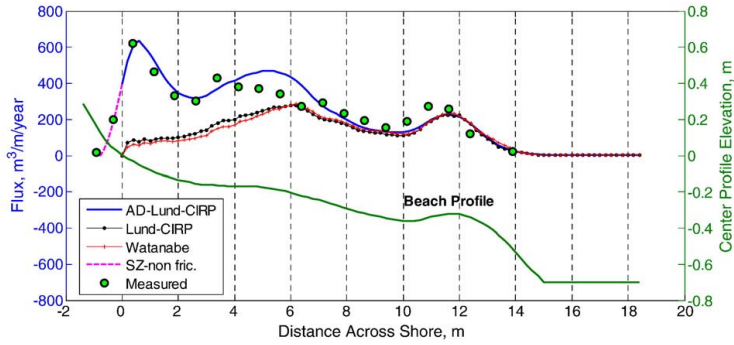 800
600
400
200
0
-200
-400
-600
-800
Flux, m³/m/year
0.8
0.6
0.4
0.2
0
-0.2
-0.4
-0.6
-0.8
Center Profile Elevation, m
Beach Profile
AD-Lund-CIRP
Lund-CIRP
Watanabe
SZ-non fric.
Measured
-2 0 2 4 6 8 10 12 14 16 18 20
Distance Across Shore, m